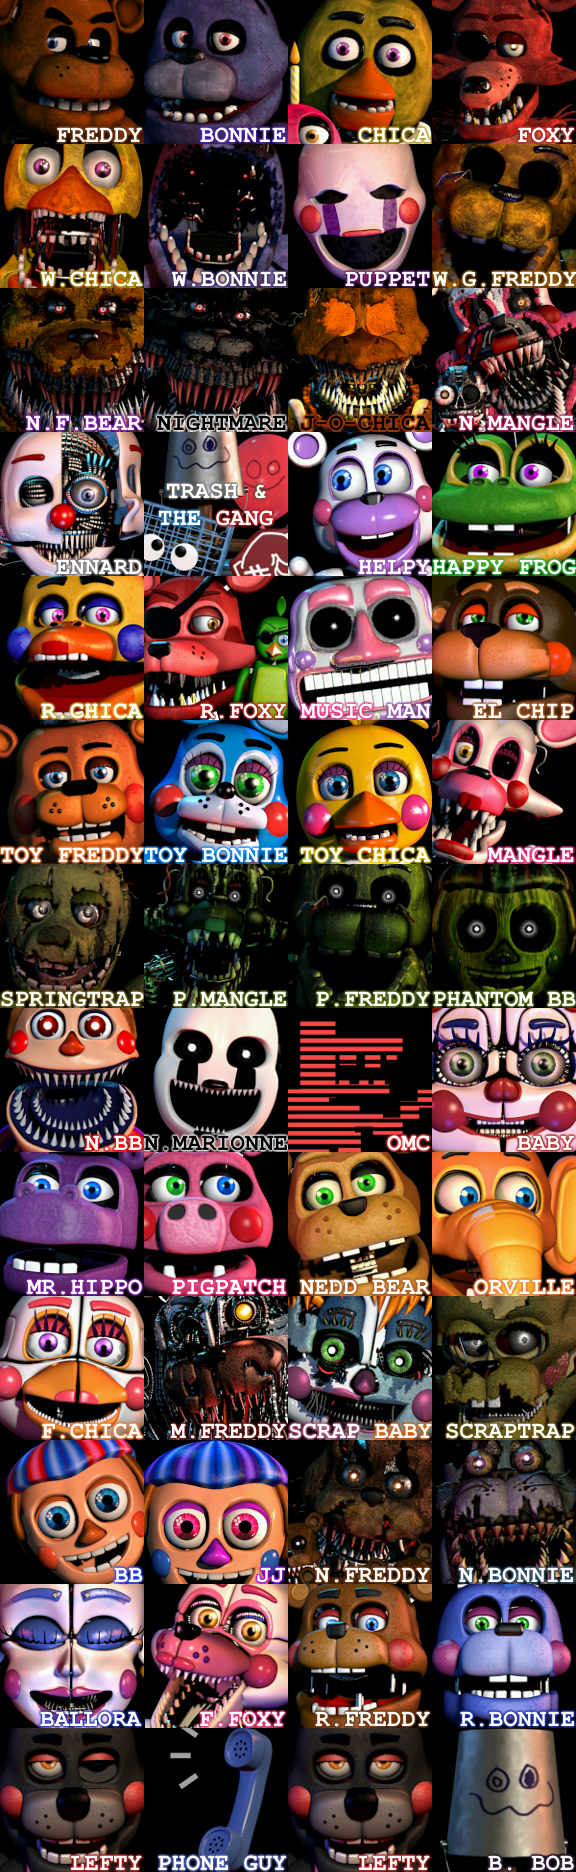 FREDDY
BONNIE
CHICA
FOXY
W.CHICA
W.BONNIE
PUPPET
W.G.FREDDY
N.F.BEAR
NIGHTMARE
J-O-CHICA
N.MANGLE
ENNARD
TRASH &
THE GANG
HELPY
HAPPY FROG
R.CHICA
R.FOXY
MUSIC MAN
EL CHIP
TOY FREDDY
TOY BONNIE
TOY CHICA
MANGLE
SPRINGTRAP
P.MANGLE
P.FREDDY
PHANTOM BB
N.BB
N.MARIONNE
OMC
BABY
MR.HIPPO
PIGPATCH
NEDD BEAR
ORVILLE
F.CHICA
M.FREDDY
SCRAP BABY
SCRAPTRAP
BB
JJ
N.FREDDY
N.BONNIE
BALLORA
F.FOXY
R.FREDDY
R.BONNIE
LEFTY
PHONE GUY
LEFTY
B. BOB